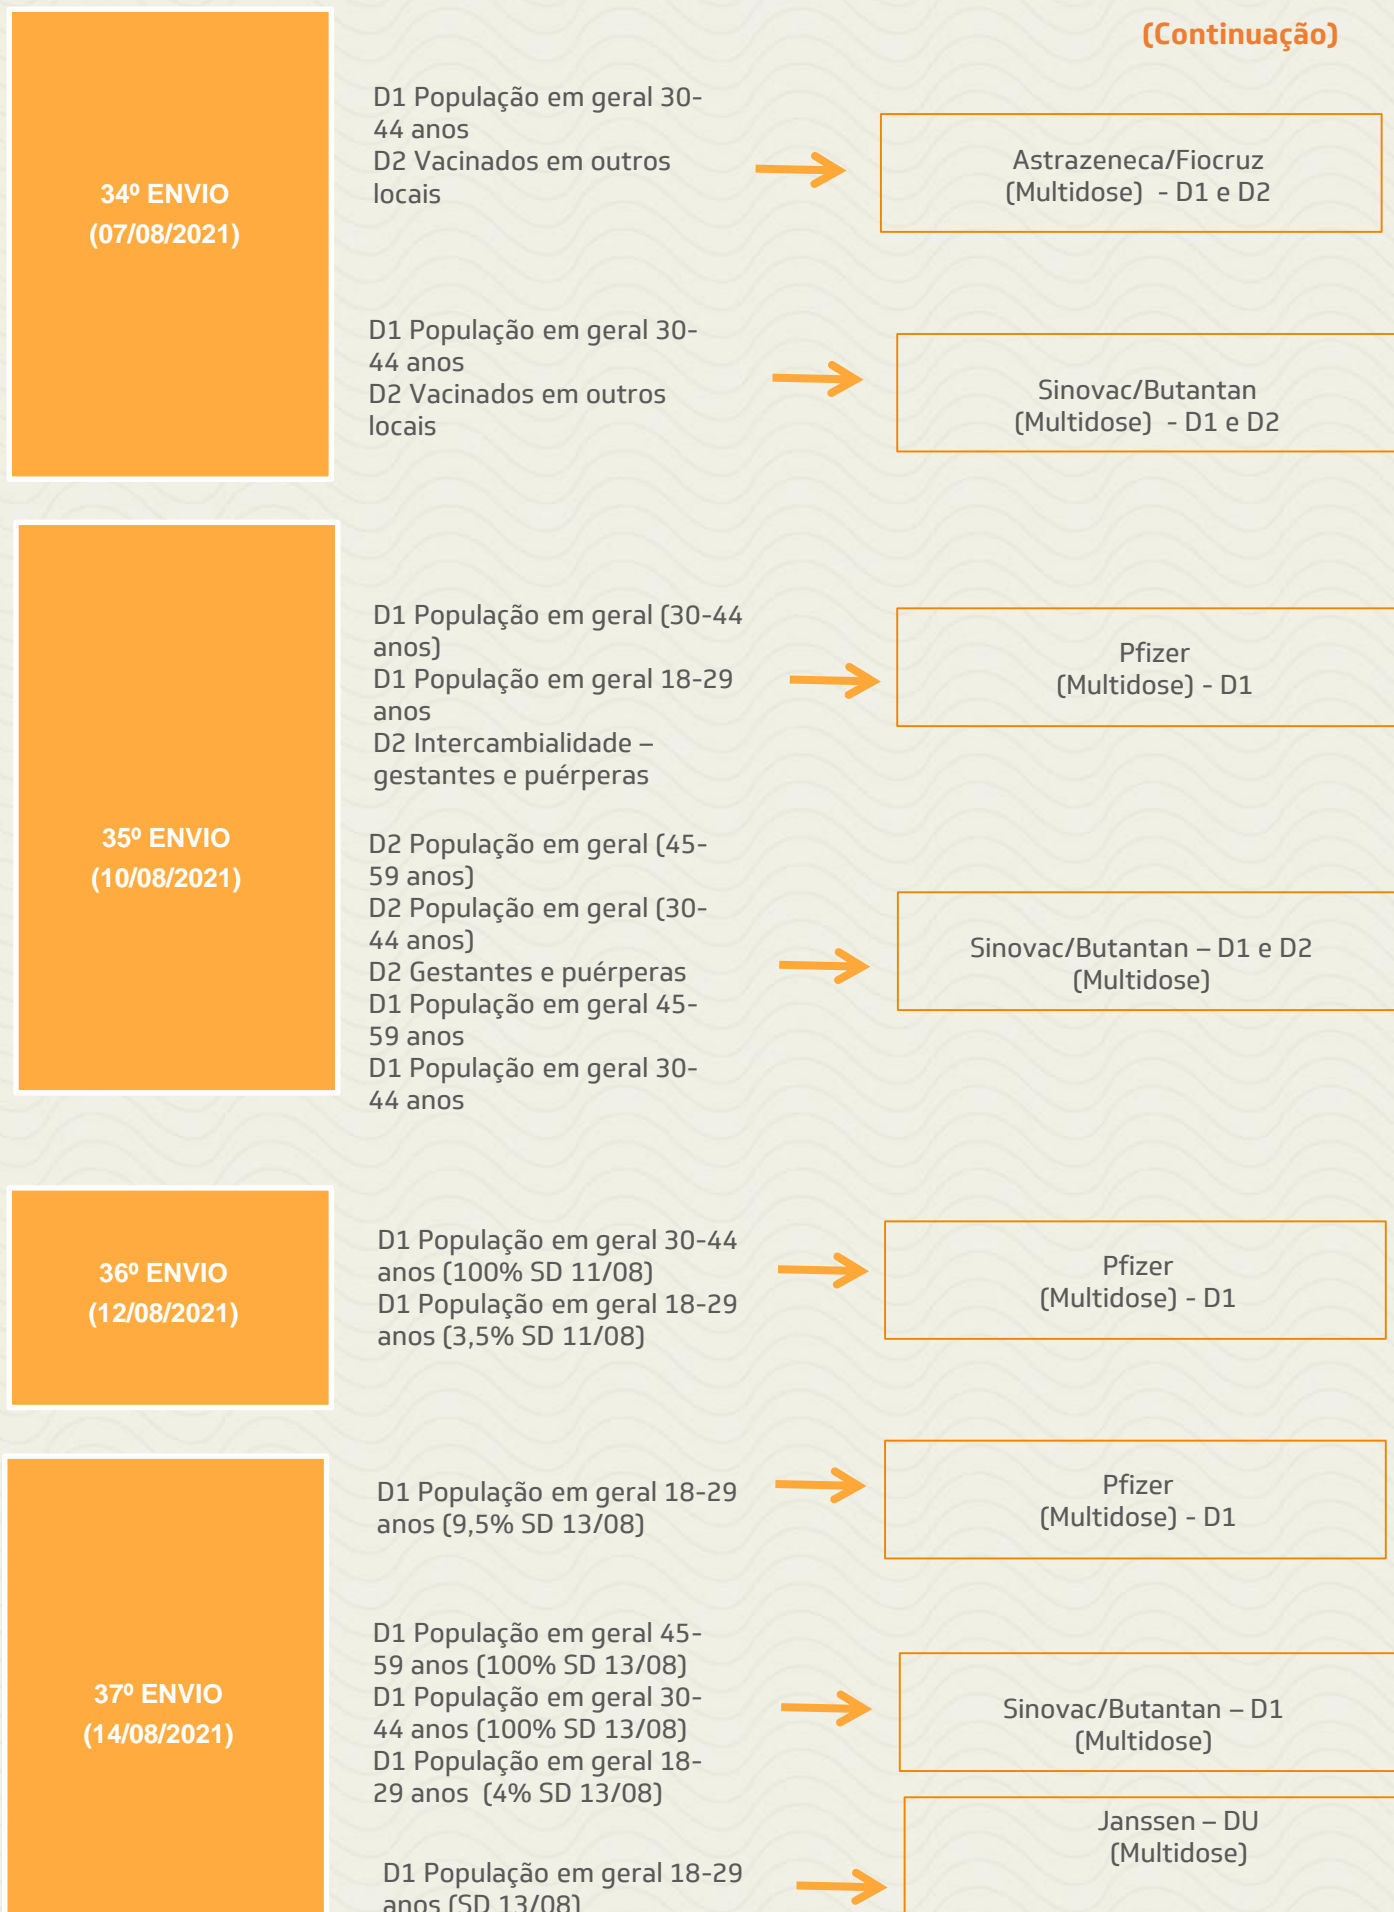 (Continuação)
34º ENVIO
(07/08/2021)
D1 População em geral 30-
44 anos
D2 Vacinados em outros
locais
Astrazeneca/Fiocruz
(Multidose)  - D1 e D2
D1 População em geral 30-
44 anos
D2 Vacinados em outros
locais
Sinovac/Butantan
(Multidose)  - D1 e D2
35º ENVIO
(10/08/2021)
D1 População em geral (30-44
anos)
D1 População em geral 18-29
anos
D2 Intercambialidade –
gestantes e puérperas
Pfizer
(Multidose) - D1
D2 População em geral (45-
59 anos)
D2 População em geral (30-
44 anos)
D2 Gestantes e puérperas
D1 População em geral 45-
59 anos
D1 População em geral 30-
44 anos
Sinovac/Butantan – D1 e D2
(Multidose)
36º ENVIO
(12/08/2021)
D1 População em geral 30-44
anos (100% SD 11/08)
D1 População em geral 18-29
anos (3,5% SD 11/08)
Pfizer
(Multidose) - D1
37º ENVIO
(14/08/2021)
D1 População em geral 18-29
anos (9,5% SD 13/08)
Pfizer
(Multidose) - D1
D1 População em geral 45-
59 anos (100% SD 13/08)
D1 População em geral 30-
44 anos (100% SD 13/08)
D1 População em geral 18-
29 anos  (4% SD 13/08)
Sinovac/Butantan – D1
(Multidose)
D1 População em geral 18-29
anos (SD 13/08)
Janssen – DU
(Multidose)